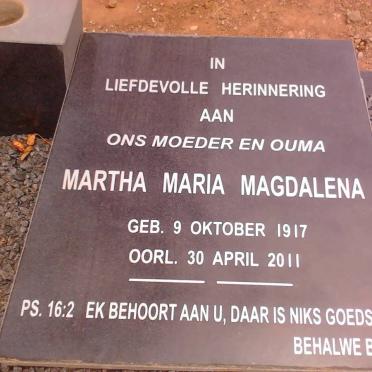 IN
LIEFDEVOLLE HERINNERING
AAN
ONS MOEDER EN OUMA
MARTHA MARIA MAGDALENA
GEB. 9 OKTOBER 1917
OORL. 30 APRIL 2011
PS. 16:2 EK BEHOORT AAN U, DAAR IS NIKS GOEDS
BEHALWE B